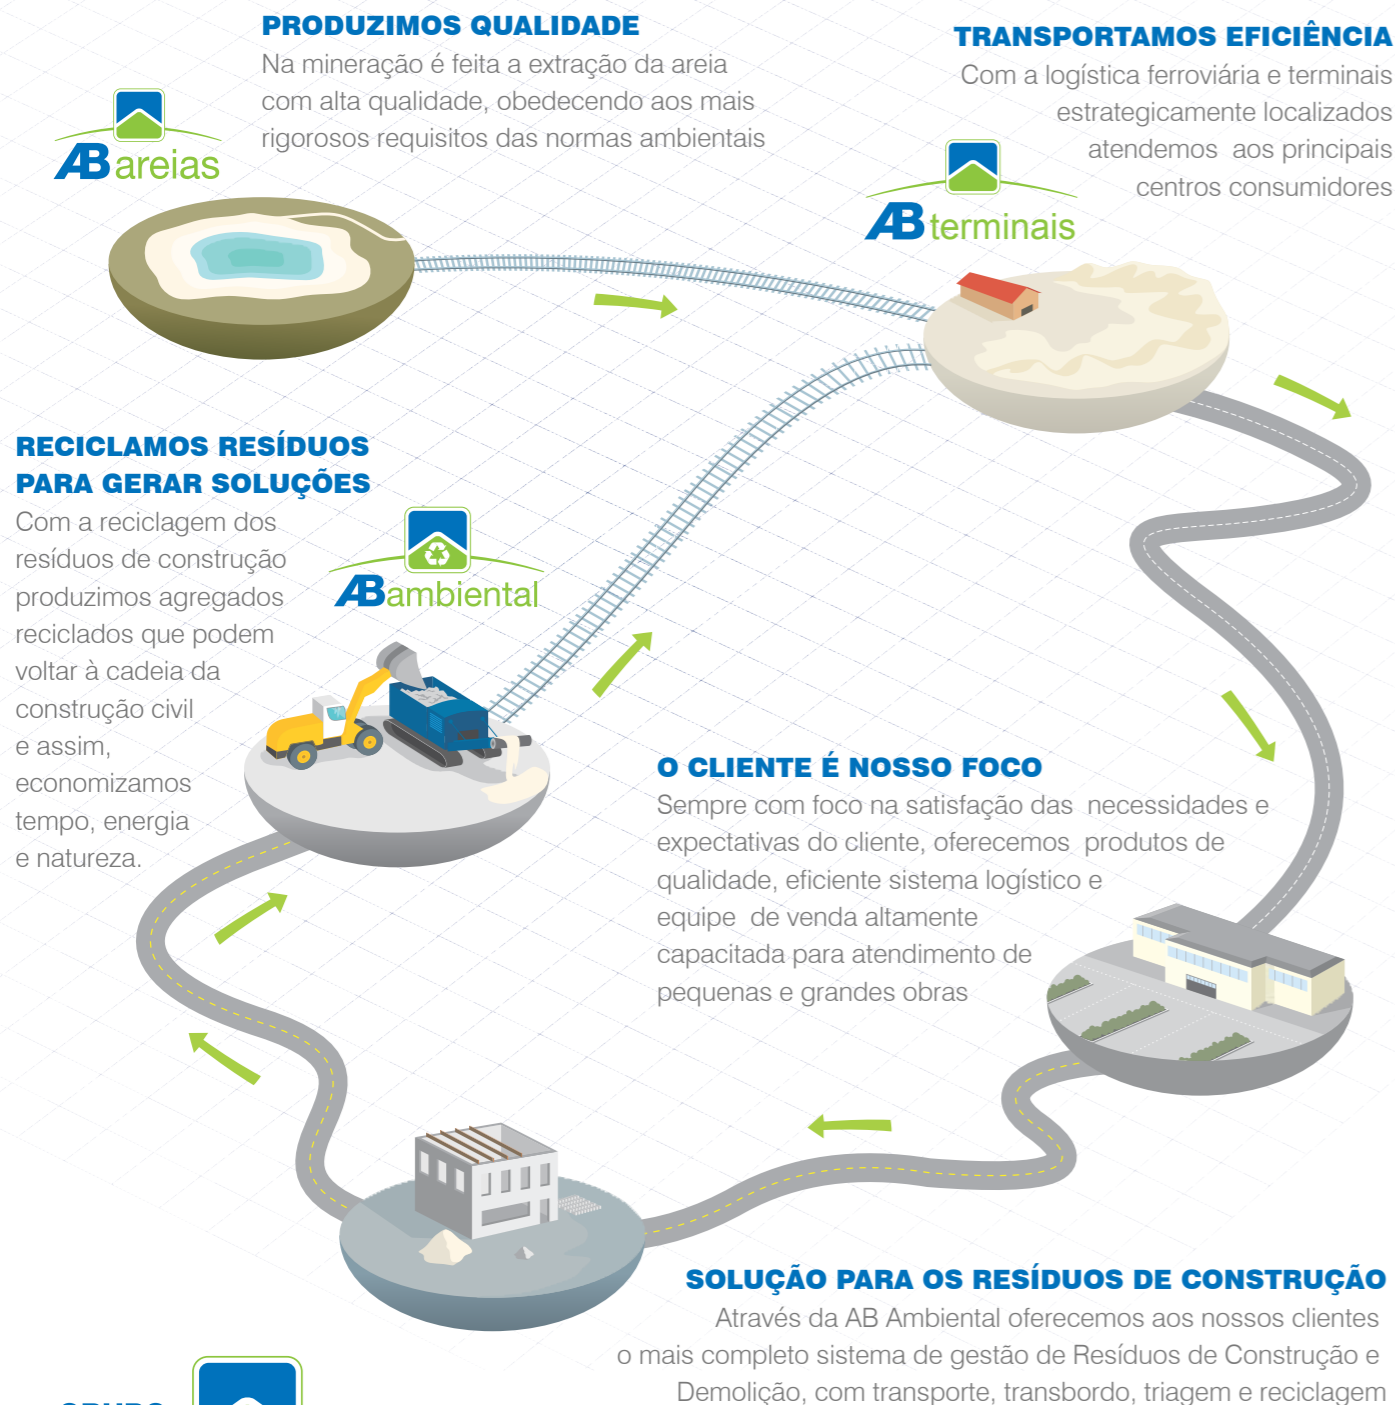 PRODUZIMOS QUALIDADE
Na mineração é feita a extração da areia
com alta qualidade, obedecendo aos mais
rigorosos requisitos das normas ambientais
AB areias
TRANSPORTAMOS EFICIÊNCIA
Com a logística ferroviária e terminais
estrategicamente localizados
atendemos aos principais
centros consumidores
AB terminais
RECICLAMOS RESÍDUOS
PARA GERAR SOLUÇÕES
Com a reciclagem dos
resíduos de construção
produzimos agregados
reciclados que podem
voltar à cadeia da
construção civil
e assim,
economizamos
tempo, energia
e natureza.
AB ambiental
O CLIENTE É NOSSO FOCO
Sempre com foco na satisfação das necessidades e
expectativas do cliente, oferecemos produtos de
qualidade, eficiente sistema logístico e
equipe de venda altamente
capacitada para atendimento de
pequenas e grandes obras
SOLUÇÃO PARA OS RESÍDUOS DE CONSTRUÇÃO
Através da AB Ambiental oferecemos aos nossos clientes
o mais completo sistema de gestão de Resíduos de Construção e
Demolição, com transporte, transbordo, triagem e reciclagem